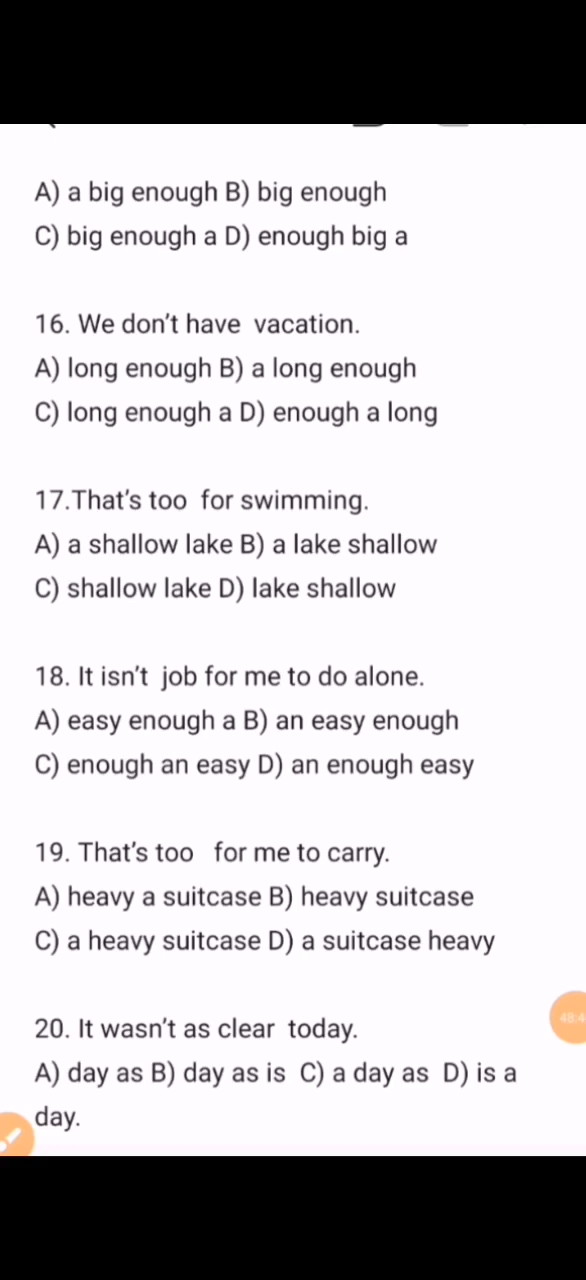 A) a big enough B) big enough
C) big enough a D) enough big a
16. We don't have vacation.
A) long enough B) a long enough
C) long enough a D) enough a long
17.That's too for swimming.
A) a shallow lake B) a lake shallow
C) shallow lake D) lake shallow
18. It isn't job for me to do alone.
A) easy enough a B) an easy enough
C) enough an easy D) an enough easy
19. That's too for me to carry.
A) heavy a suitcase B) heavy suitcase
C) a heavy suitcase D) a suitcase heavy
20. It wasn't as clear today.
A) day as B) day as is C) a day as D) is a
day.